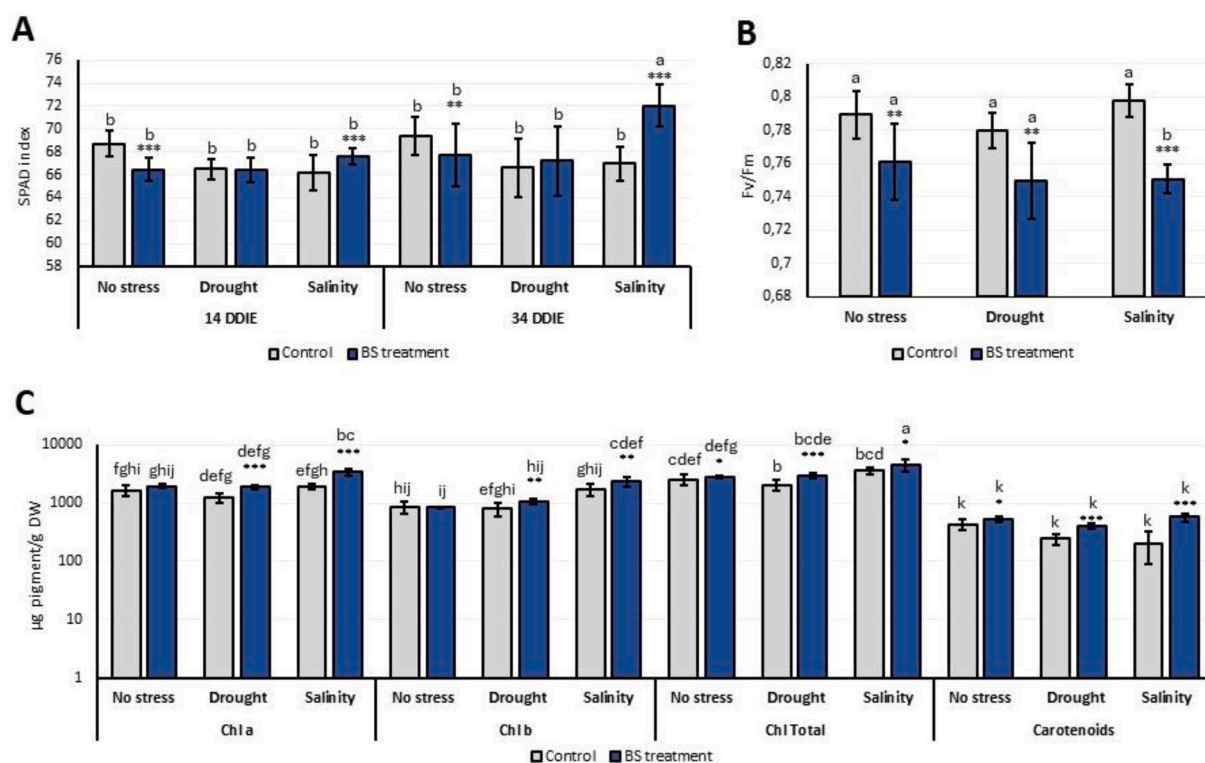 A
SPAD index
76
74
72
70
68
66
64
62
60
58
b b b b b b b b b b b a
*** *** ** ***
No stress Drought Salinity No stress Drought Salinity
14 DDIE 34 DDIE
Control BS treatment
B
Fv/Fm
0,82
0,8
0,78
0,76
0,74
0,72
0,7
0,68
a a a a a b
** ** ***
No stress Drought Salinity
Control BS treatment
C
µg pigment/g DW
10000
1000
100
10
1
fghi ghij defg defg efgh bc hij ij efghi hij ghij cdef cdef defg b bcde bcd a k k k k k k
*** *** ** ** * *** * * *** ***
No stress Drought Salinity No stress Drought Salinity No stress Drought Salinity No stress Drought Salinity
Chl a Chl b Chl Total Carotenoids
Control BS treatment